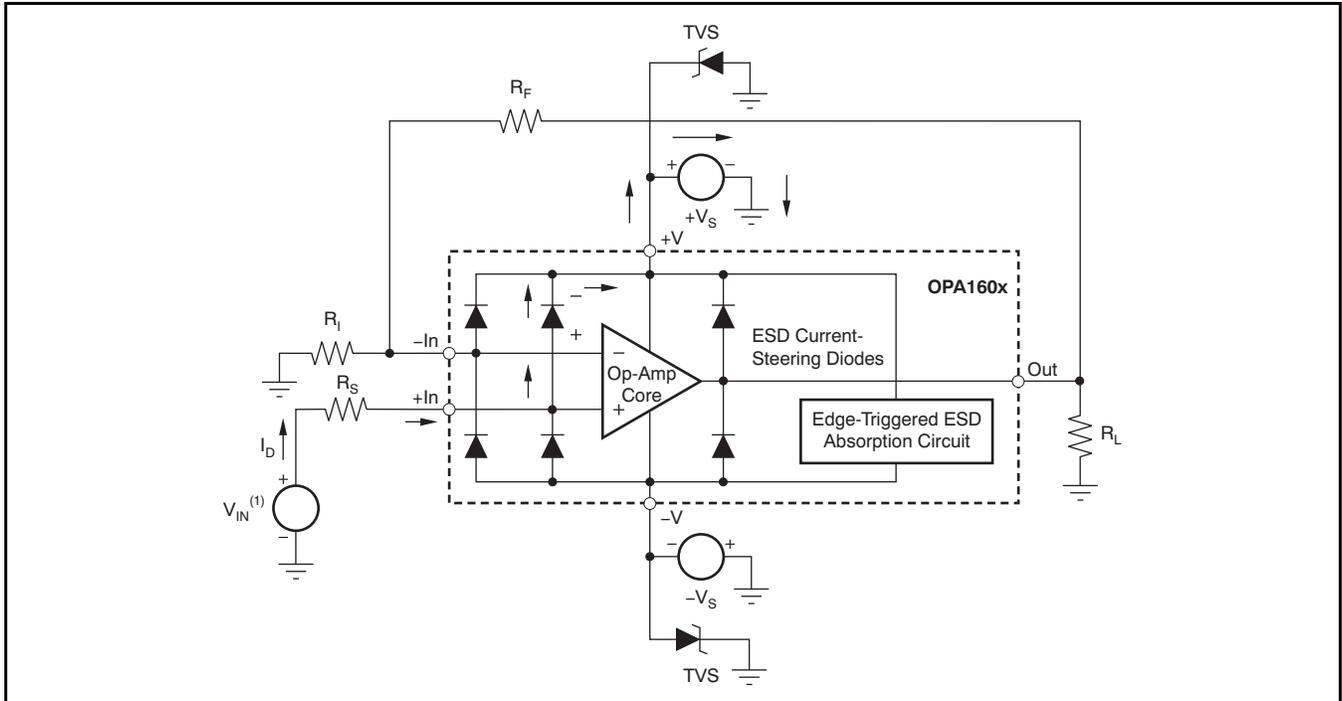 TVS
R_F
+ −
+V_S
+V
OPA160x
−
+
R_I
−In
ESD Current-
Steering Diodes
−
Op-Amp
Core
+
Out
R_S
+In
Edge-Triggered ESD
Absorption Circuit
R_L
I_D
+
V_IN^(1)
−
−V
− +
−V_S
TVS